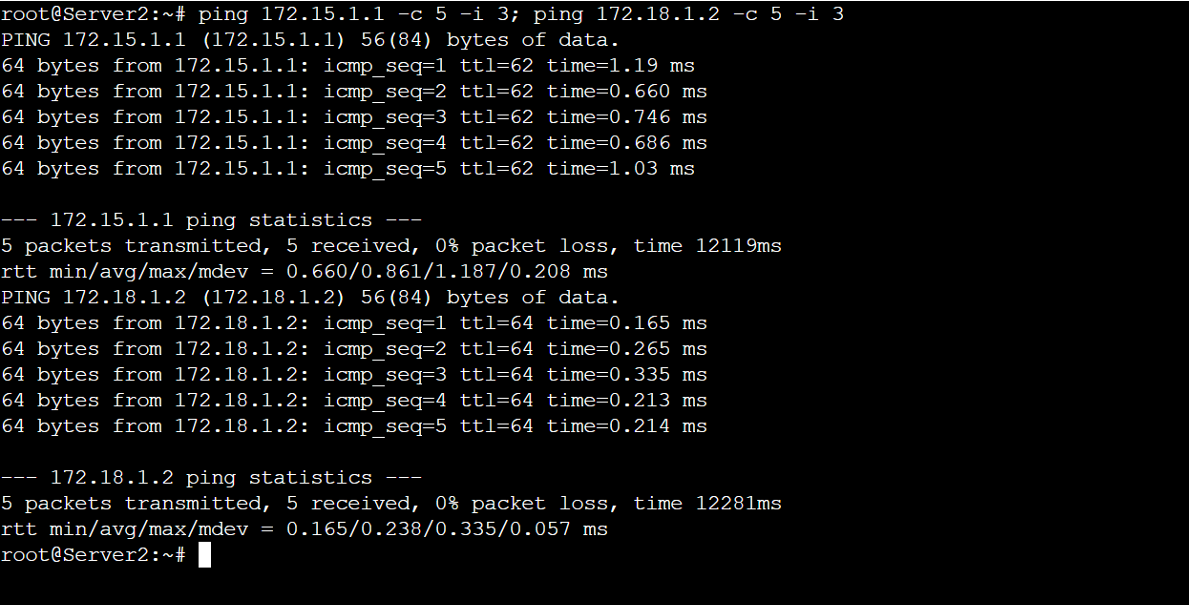 root@Server2:~# ping 172.15.1.1 -c 5 -i 3; ping 172.18.1.2 -c 5 -i 3
PING 172.15.1.1 (172.15.1.1) 56(84) bytes of data.
64 bytes from 172.15.1.1: icmp_seq=1 ttl=62 time=1.19 ms
64 bytes from 172.15.1.1: icmp_seq=2 ttl=62 time=0.660 ms
64 bytes from 172.15.1.1: icmp_seq=3 ttl=62 time=0.746 ms
64 bytes from 172.15.1.1: icmp_seq=4 ttl=62 time=0.686 ms
64 bytes from 172.15.1.1: icmp_seq=5 ttl=62 time=1.03 ms

--- 172.15.1.1 ping statistics ---
5 packets transmitted, 5 received, 0% packet loss, time 12119ms
rtt min/avg/max/mdev = 0.660/0.861/1.187/0.208 ms
PING 172.18.1.2 (172.18.1.2) 56(84) bytes of data.
64 bytes from 172.18.1.2: icmp_seq=1 ttl=64 time=0.165 ms
64 bytes from 172.18.1.2: icmp_seq=2 ttl=64 time=0.265 ms
64 bytes from 172.18.1.2: icmp_seq=3 ttl=64 time=0.335 ms
64 bytes from 172.18.1.2: icmp_seq=4 ttl=64 time=0.213 ms
64 bytes from 172.18.1.2: icmp_seq=5 ttl=64 time=0.214 ms

--- 172.18.1.2 ping statistics ---
5 packets transmitted, 5 received, 0% packet loss, time 12281ms
rtt min/avg/max/mdev = 0.165/0.238/0.335/0.057 ms
root@Server2:~#